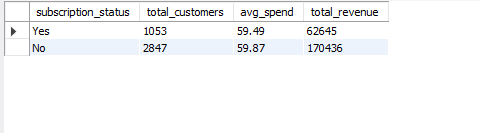 subscription_status total_customers avg_spend total_revenue
Yes 1053 59.49 62645
No 2847 59.87 170436